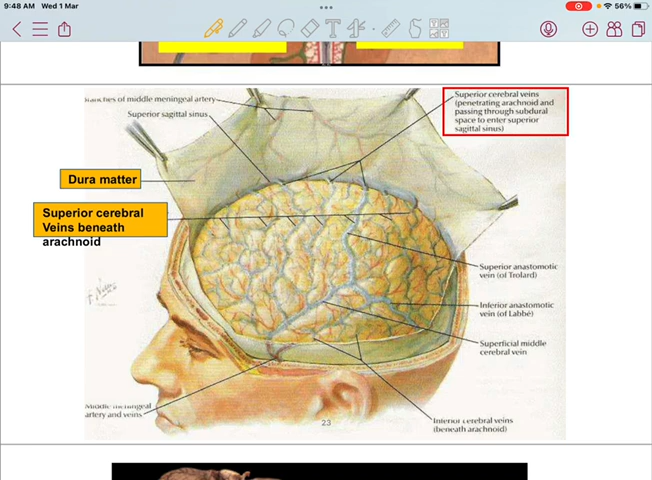 9:48 AM Wed 1 Mar
56%
Branches of middle meningeal artery
Superior sagittal sinus
Superior cerebral veins
(penetrating arachnoid and
passing through subdural
space to enter superior
sagittal sinus)
Dura matter
Superior cerebral
Veins beneath
arachnoid
Superior anastomotic
vein (of Trolard)
Inferior anastomotic
vein (of Labbé)
Superficial middle
cerebral vein
Middle meningeal
artery and veins
23
Inferior cerebral veins
(beneath arachnoid)